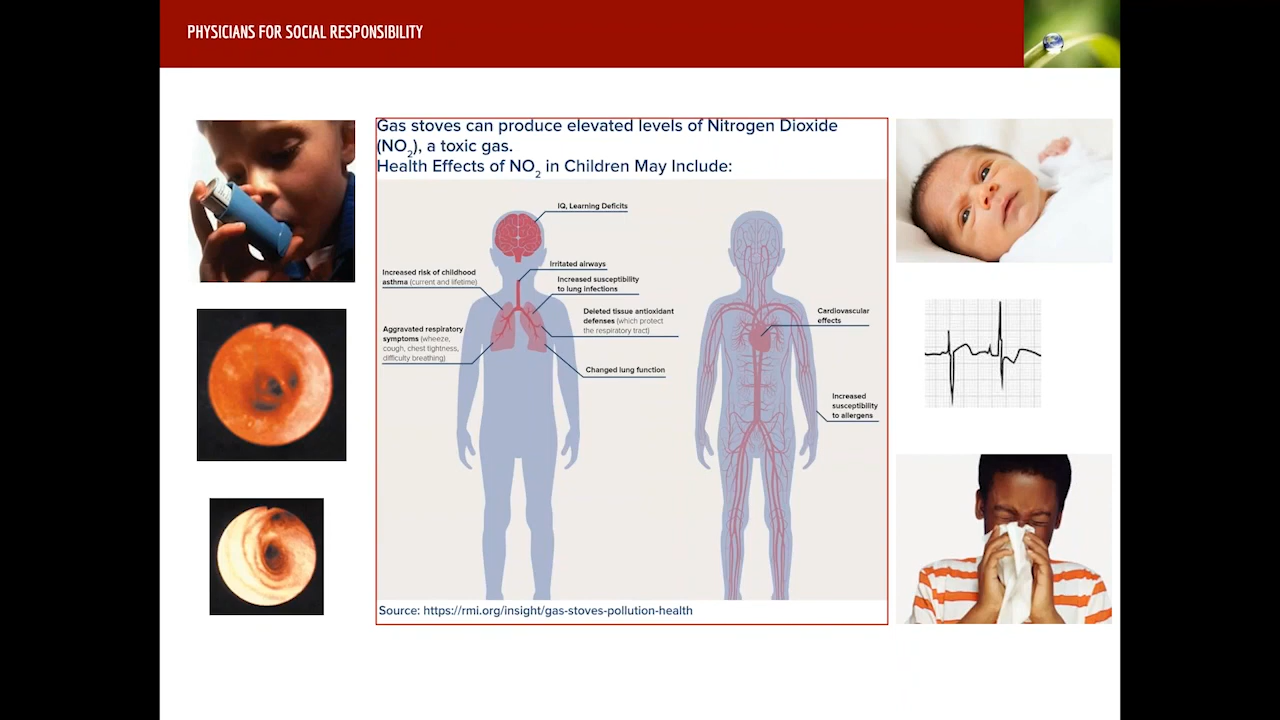 PHYSICIANS FOR SOCIAL RESPONSIBILITY
Gas stoves can produce elevated levels of Nitrogen Dioxide
(NO2), a toxic gas.
Health Effects of NO2 in Children May Include:
IQ, Learning Deficits
Irritated airways
Increased risk of childhood
asthma (current and lifetime)
Increased susceptibility
to lung infections
Deleted tissue antioxidant
defenses (which protect
the respiratory tract)
Aggravated respiratory
symptoms (wheeze,
cough, chest tightness,
difficulty breathing)
Changed lung function
Cardiovascular
effects
Increased
susceptibility
to allergens
Source: https://rmi.org/insight/gas-stoves-pollution-health